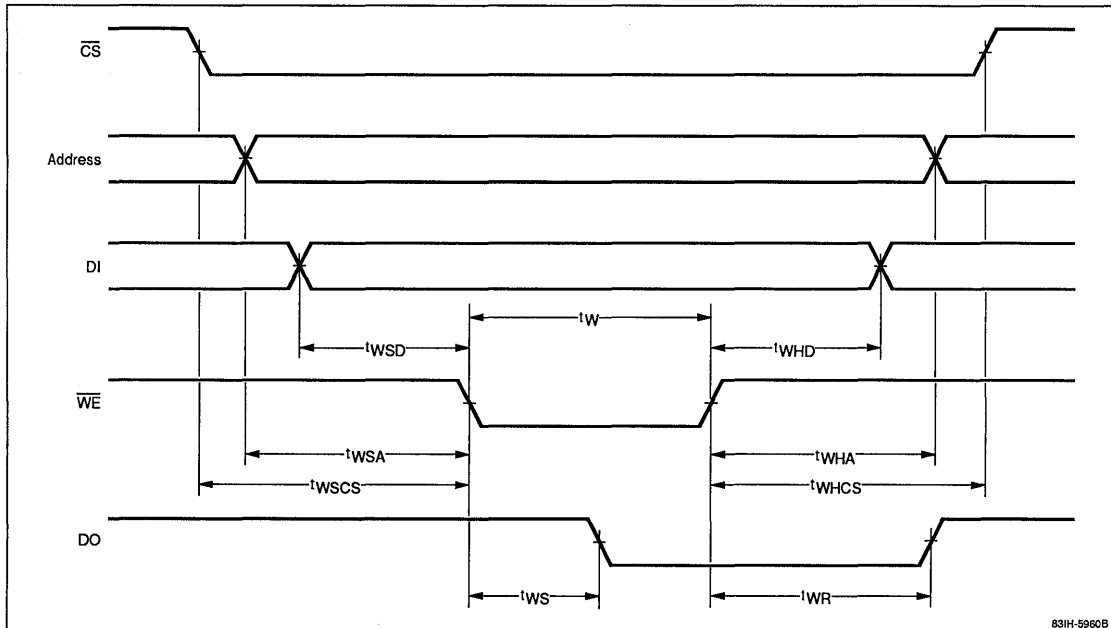 CS
Address
DI
tW
tWSD
tWHD
WE
tWSA
tWHA
tWSCS
tWHCS
DO
tWS
tWR
83IH-5960B